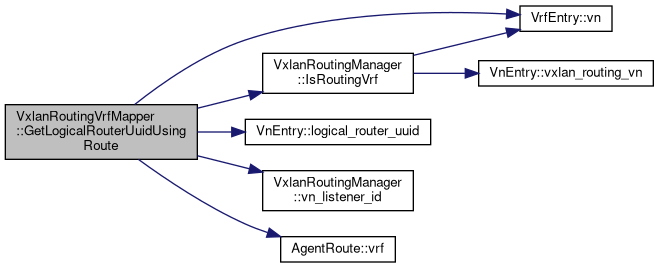 VxlanRoutingVrfMapper
::GetLogicalRouterUuidUsing
Route
VrfEntry::vn
VxlanRoutingManager
::IsRoutingVrf
VnEntry::vxlan_routing_vn
VnEntry::logical_router_uuid
VxlanRoutingManager
::vn_listener_id
AgentRoute::vrf